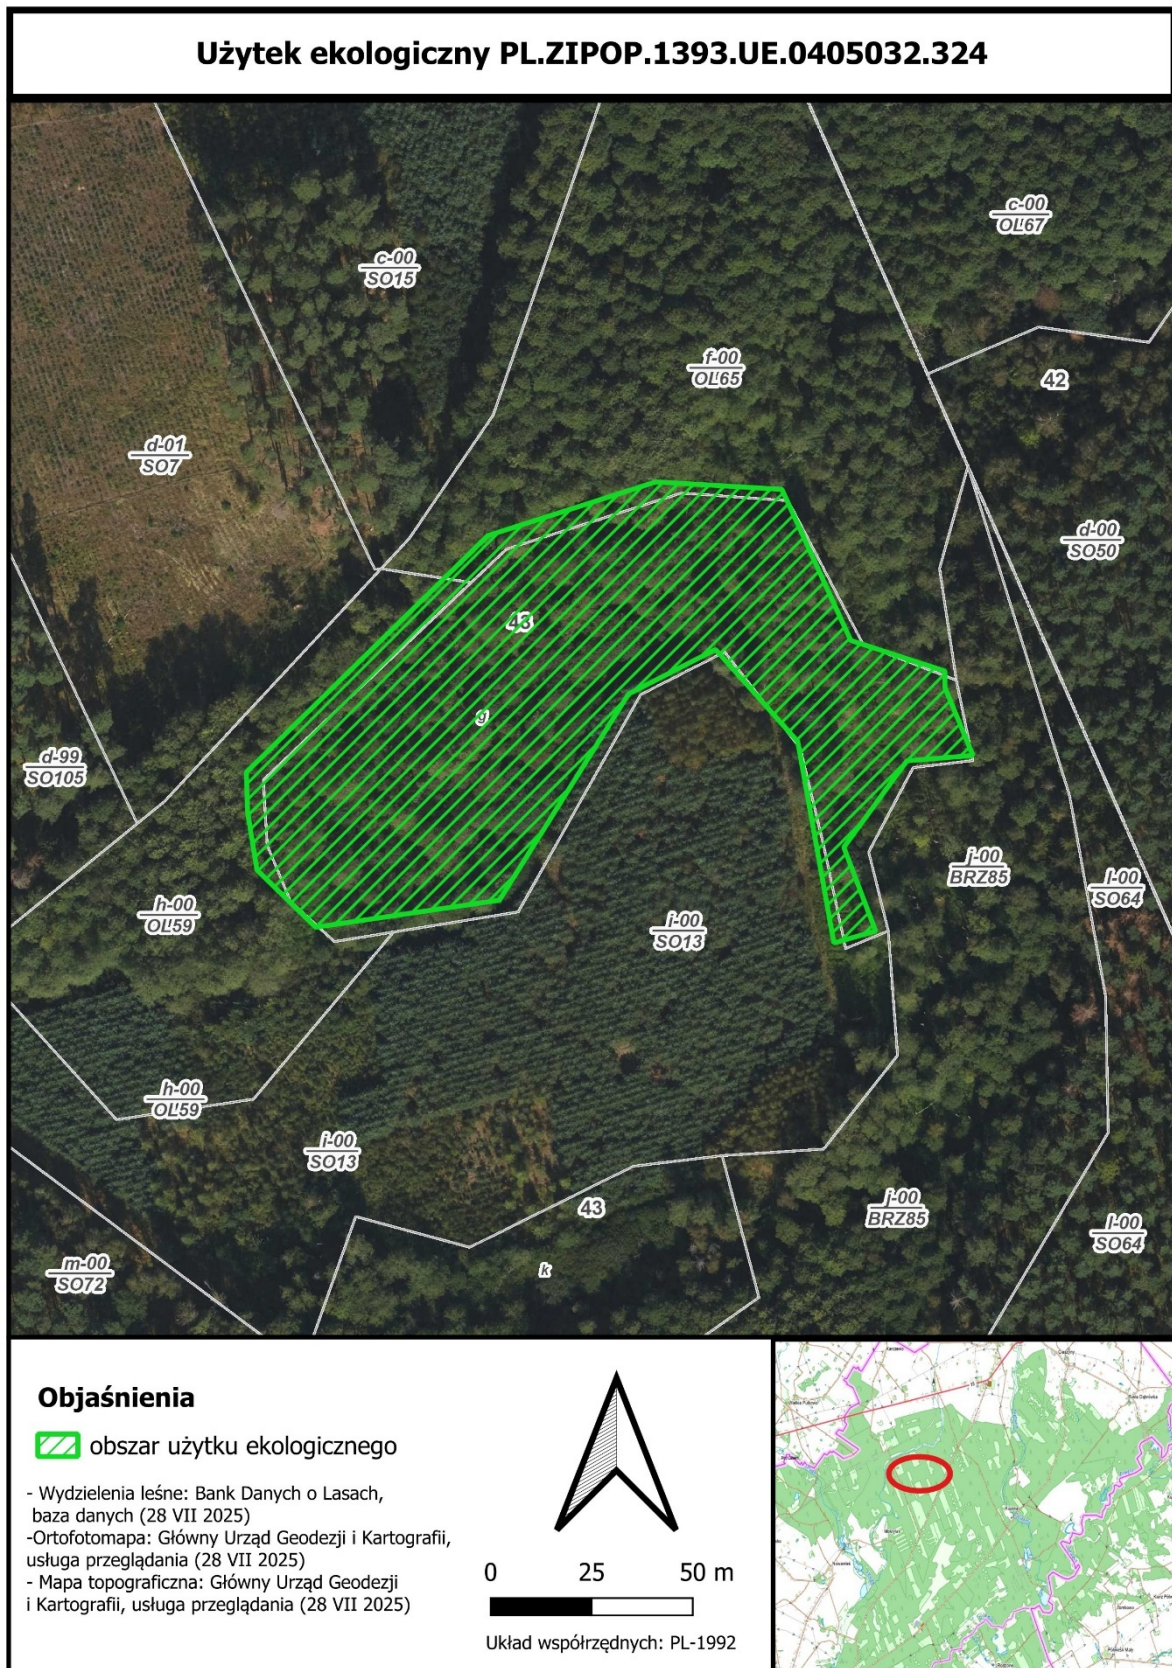 Użytek ekologiczny PL.ZIPOP.1393.UE.0405032.324
c-00
OL67
c-00
SO15
f-00
OL65
42
d-01
SO7
d-00
SO50
43
g
d-99
SO105
j-00
BRZ85
l-00
SO64
h-00
OL59
i-00
SO13
h-00
OL59
i-00
SO13
43
j-00
BRZ85
l-00
SO64
m-00
SO72
k
Objaśnienia
obszar użytku ekologicznego
- Wydzielenia leśne: Bank Danych o Lasach,
baza danych (28 VII 2025)
-Ortofotomapa: Główny Urząd Geodezji i Kartografii,
usługa przeglądania (28 VII 2025)
- Mapa topograficzna: Główny Urząd Geodezji
i Kartografii, usługa przeglądania (28 VII 2025)
0 25 50 m
Układ współrzędnych: PL-1992